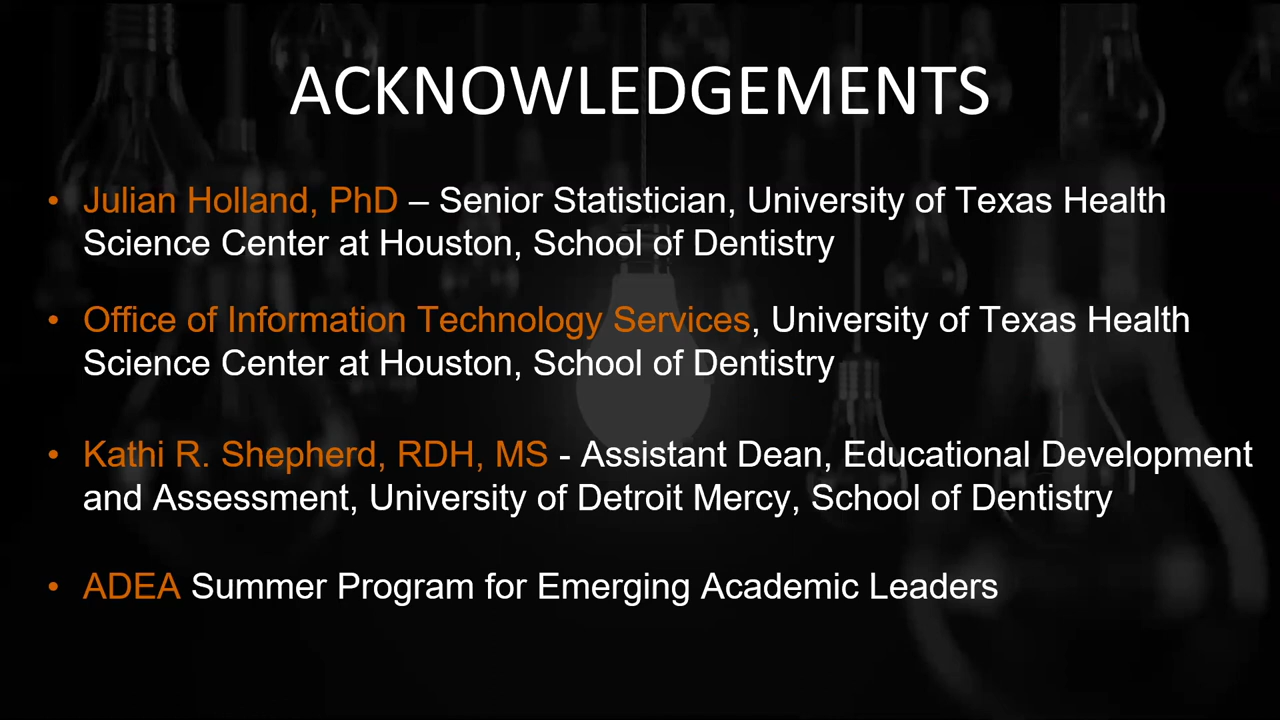 ACKNOWLEDGEMENTS
• Julian Holland, PhD – Senior Statistician, University of Texas Health
Science Center at Houston, School of Dentistry
• Office of Information Technology Services, University of Texas Health
Science Center at Houston, School of Dentistry
• Kathi R. Shepherd, RDH, MS - Assistant Dean, Educational Development
and Assessment, University of Detroit Mercy, School of Dentistry
• ADEA Summer Program for Emerging Academic Leaders